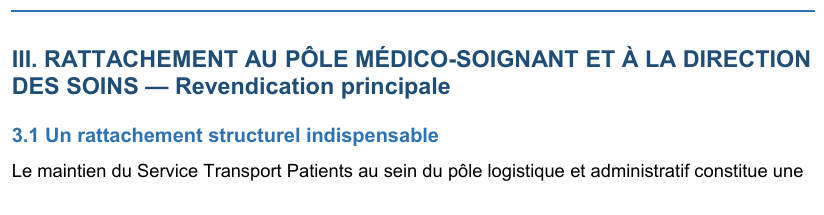 III. RATTACHEMENT AU PÔLE MÉDICO-SOIGNANT ET À LA DIRECTION
DES SOINS — Revendication principale
3.1 Un rattachement structurel indispensable
Le maintien du Service Transport Patients au sein du pôle logistique et administratif constitue une